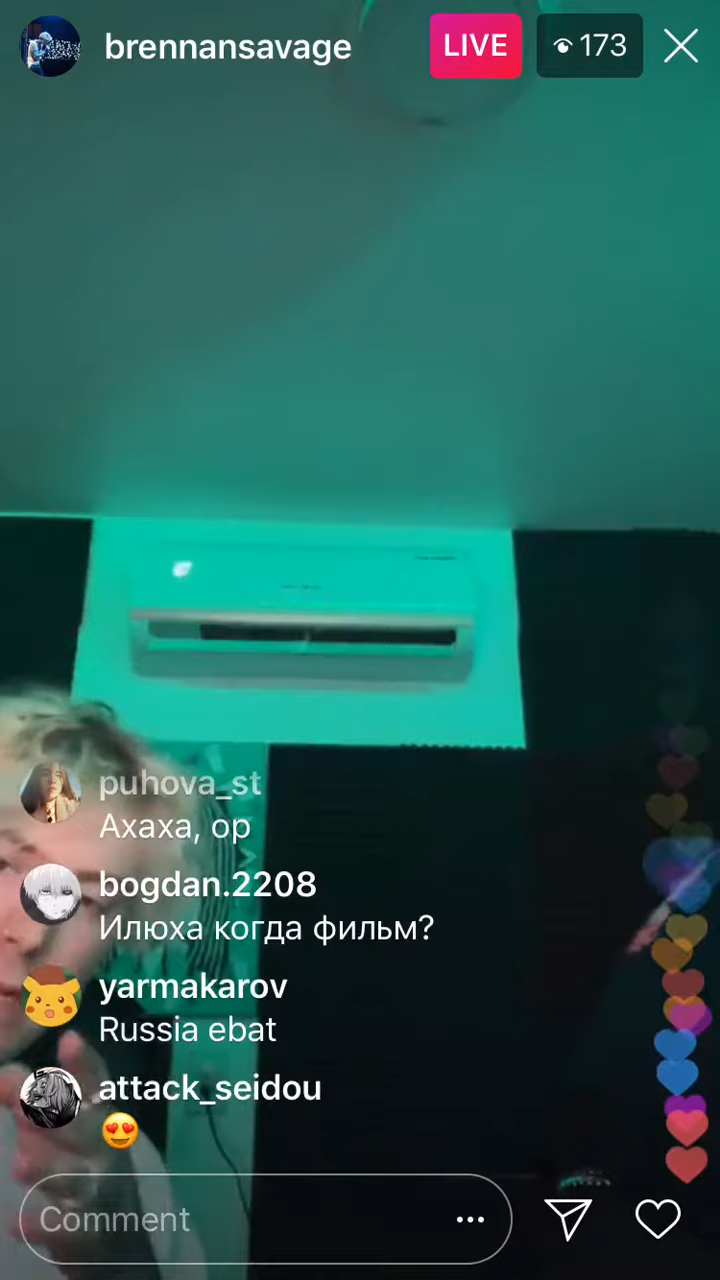 brennansavage
LIVE
173
puhova_st
Ахаха, ор
bogdan.2208
Илюха когда фильм?
yarmakarov
Russia ebat
attack_seidou
😍
Comment